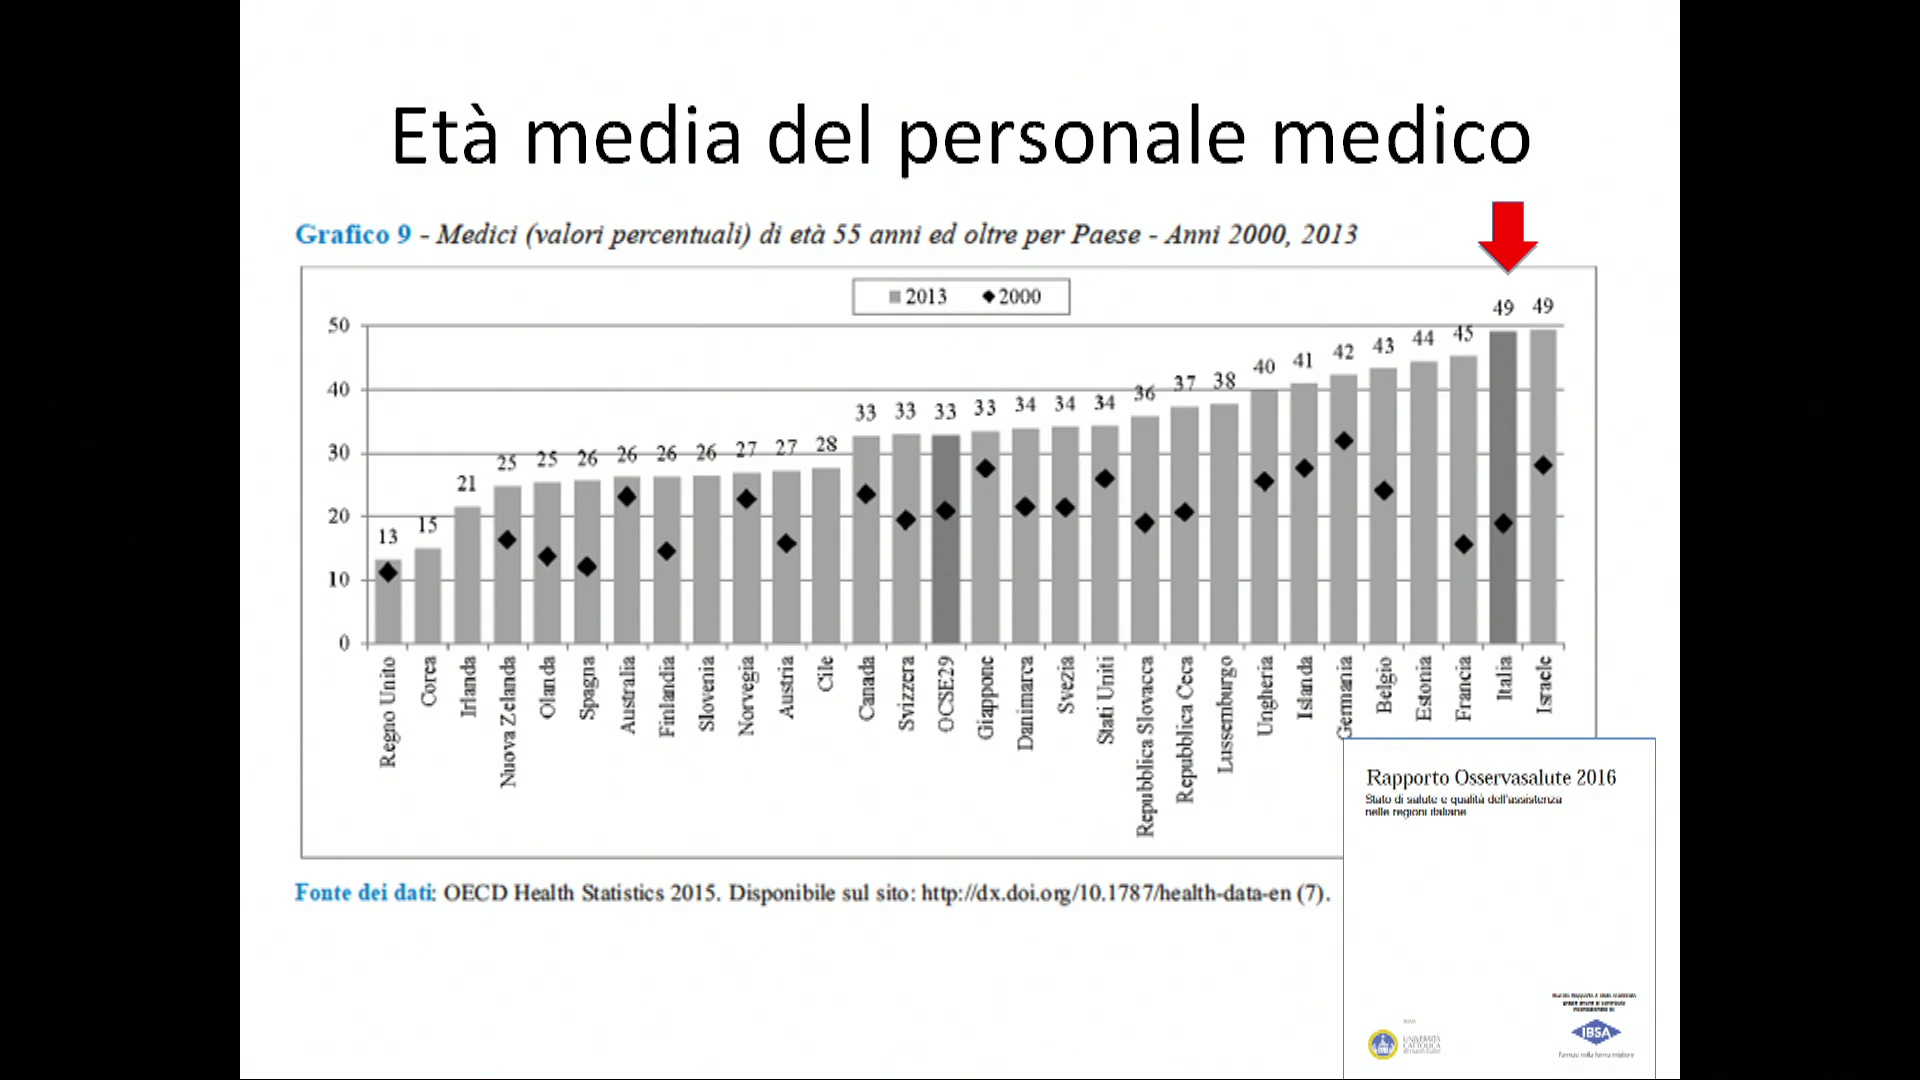 Età media del personale medico
Grafico 9 - Medici (valori percentuali) di età 55 anni ed oltre per Paese - Anni 2000, 2013
2013 2000
50
40
30
20
10
0
13 15 21 25 25 26 26 26 26 27 27 28 33 33 33 33 34 34 34 36 37 38 40 41 42 43 44 45 49 49
Regno Unito
Corea
Irlanda
Nuova Zelanda
Olanda
Spagna
Australia
Finlandia
Slovenia
Norvegia
Austria
Cile
Canada
Svizzera
OCSE29
Giappone
Danimarca
Svezia
Stati Uniti
Repubblica Slovacca
Repubblica Ceca
Lussemburgo
Ungheria
Islanda
Germania
Belgio
Estonia
Francia
Italia
Israele
Fonte dei dati: OECD Health Statistics 2015. Disponibile sul sito: http://dx.doi.org/10.1787/health-data-en (7).
Rapporto Osservasalute 2016
Stato di salute e qualità dell'assistenza
nelle regioni italiane
UNIVERSITÀ
CATTOLICA
IBSA